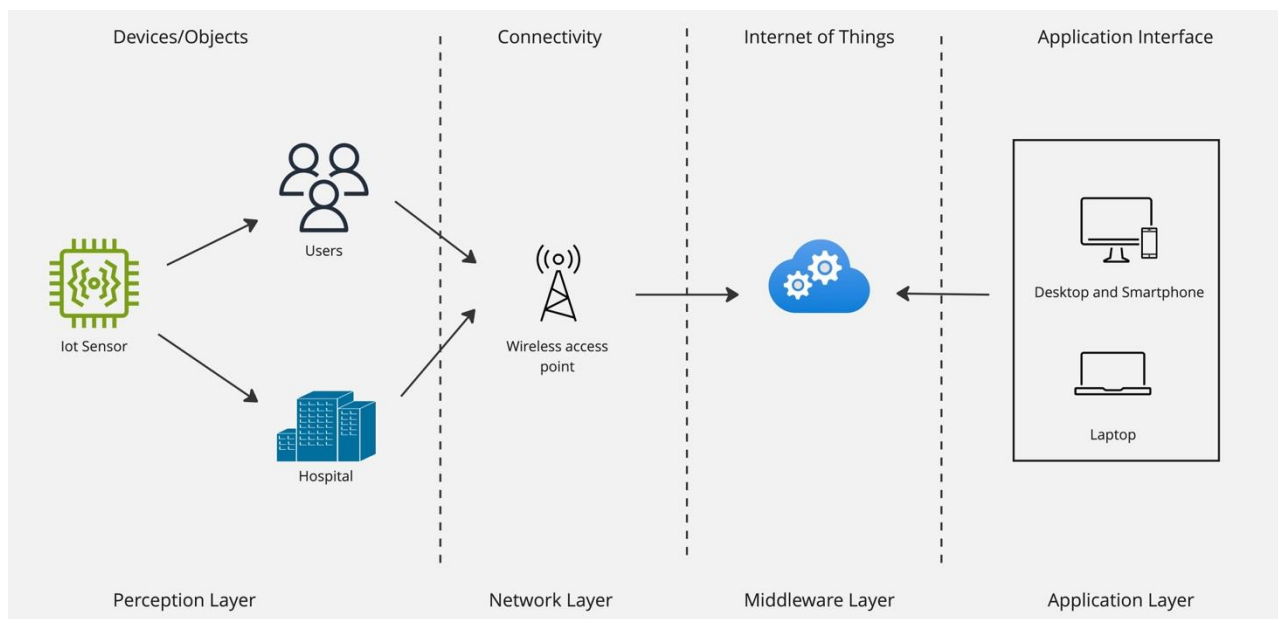 Devices/Objects
Connectivity
Internet of Things
Application Interface
Users
Iot Sensor
Hospital
Wireless access
point
Desktop and Smartphone
Laptop
Perception Layer
Network Layer
Middleware Layer
Application Layer